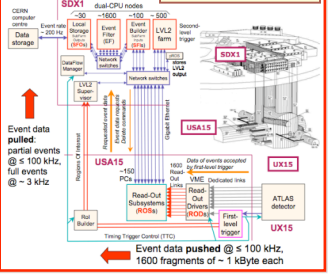 SDX1
dual-CPU nodes
CERN
computer
centre
Event rate
~ 200 Hz
Data
storage
~30
~1600
~100
~ 500
Local
Storage
(SFOs)
Event
Filter
(EF)
Event
Builder
(SFIs)
LVL2
farm
Second-
level
trigger
Network
switches
stores
LVL2
output
DataFlow
Manager
Network switches
LVL2
Super-
visor
Event data
pulled:
partial events
@ ≤ 100 kHz,
full events
@ ~ 3 kHz
Regions Of Interest
Requested event data
Event data requests
Delete commands
Gigabit Ethernet
SDX1
USA15
UX15
USA15
~150
PCs
1600
Read-
Out
Links
Data of events accepted
by first-level trigger
VME
Dedicated links
Read-Out
Subsystems
(ROSs)
Read-
Out
Drivers
(RODs)
First-
level
trigger
ATLAS
detector
UX15
RoI
Builder
Timing Trigger Control (TTC)
Event data pushed @ ≤ 100 kHz,
1600 fragments of ~ 1 kByte each